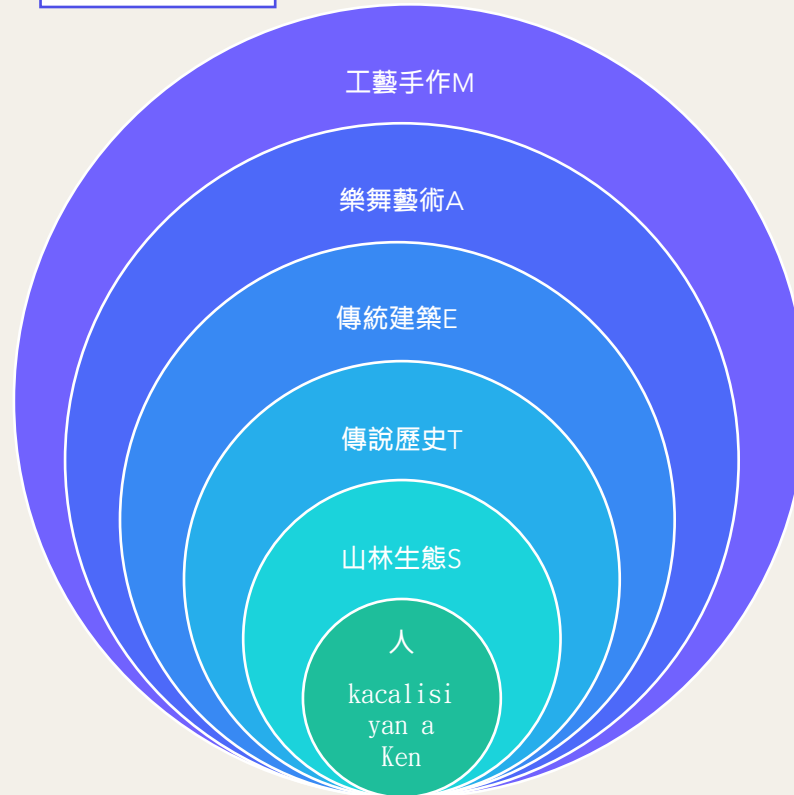 工藝手作M
樂舞藝術A
傳統建築E
傳說歷史T
山林生態S
人
kacalisi
yan a
Ken